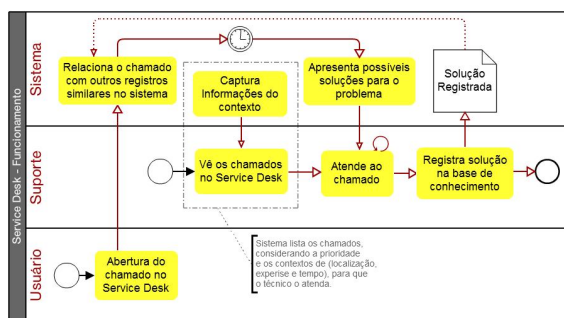 Service Desk - Funcionamento
Sistema
Relaciona o chamado
com outros registros
similares no sistema
Captura
Informações do
contexto
Apresenta possíveis
soluções para o
problema
Solução
Registrada
Suporte
Vê os chamados
no Service Desk
Atende ao
chamado
Registra solução
na base de
conhecimento
Usuário
Abertura do
chamado no
Service Desk
Sistema lista os chamados,
considerando a prioridade
e os contextos de (localização,
experise e tempo), para que
o técnico o atenda.